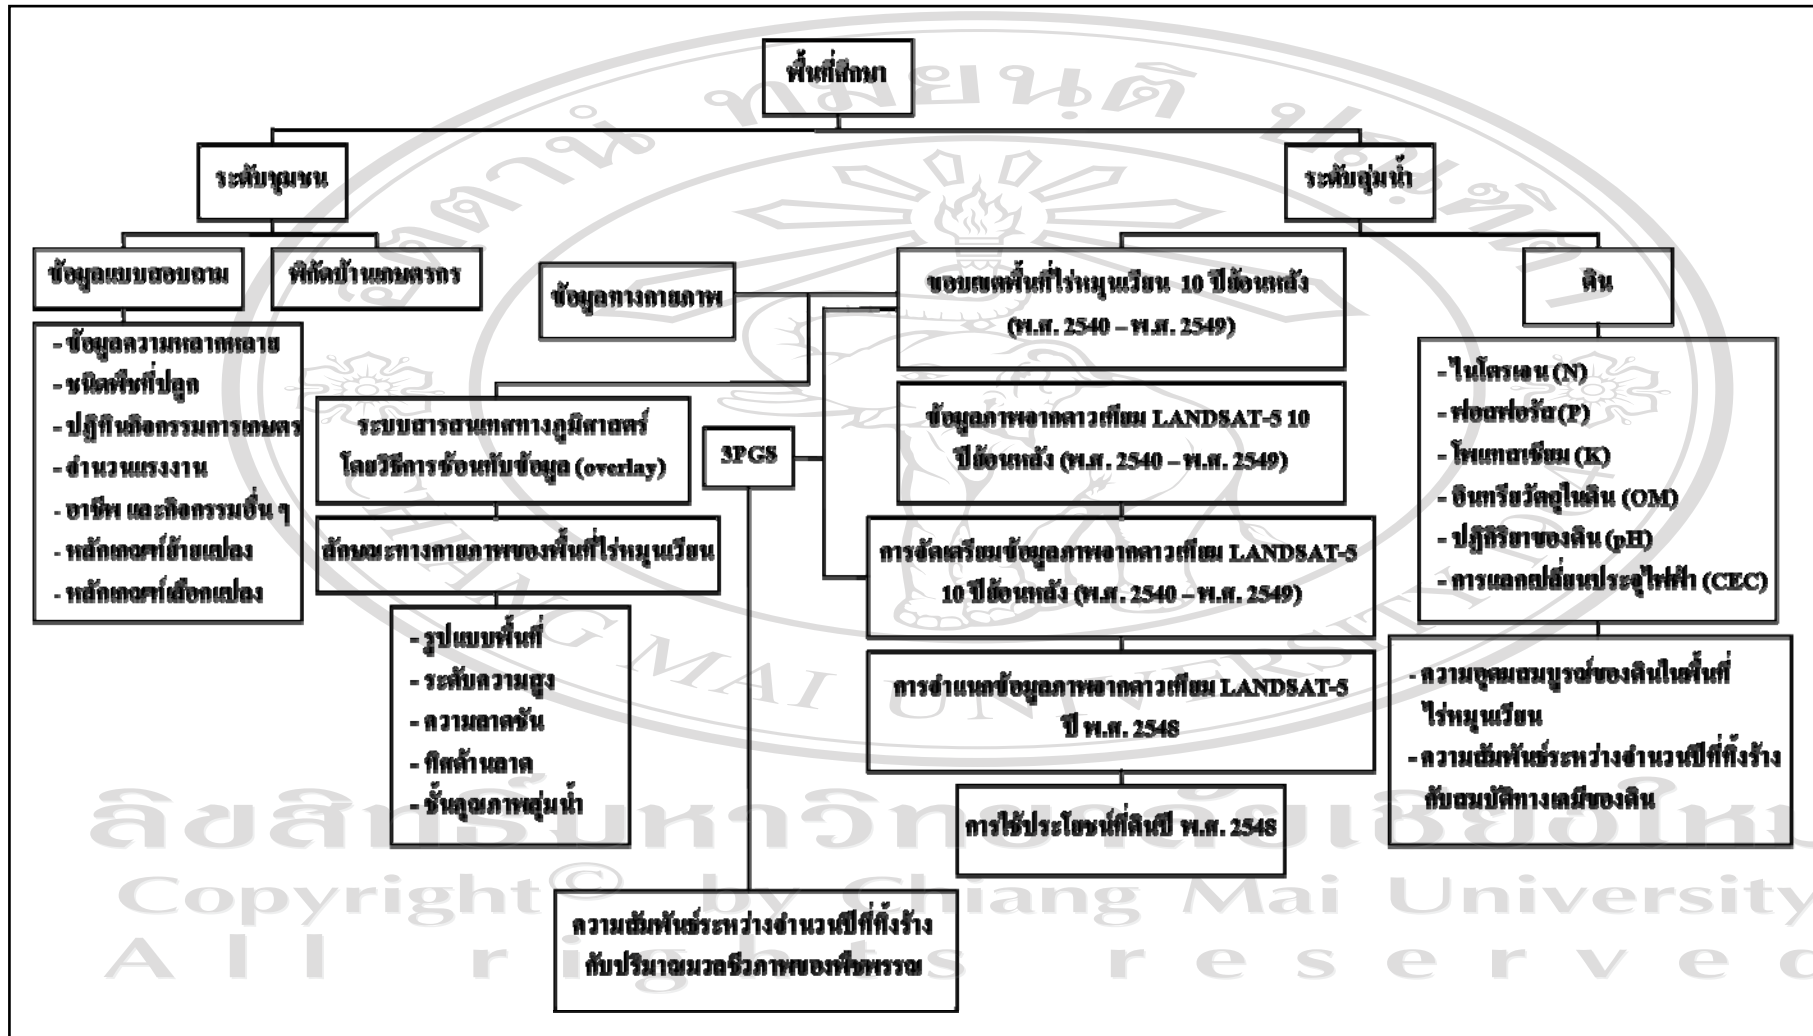 พื้นที่ศึกษา
ระดับชุมชน
ระดับลุ่มน้ำ
ข้อมูลแบบสอบถาม
พิกัดบ้านเกษตรกร
- ข้อมูลความหลากหลาย
- ชนิดพืชที่ปลูก
- ปฏิทินกิจกรรมการเกษตร
- จำนวนแรงงาน
- อาชีพ และกิจกรรมอื่น ๆ
- หลักเกณฑ์ย้ายแปลง
- หลักเกณฑ์เลือกแปลง
ข้อมูลทางกายภาพ
ระบบสารสนเทศทางภูมิศาสตร์
โดยวิธีการซ้อนทับข้อมูล (overlay)
ลักษณะทางกายภาพของพื้นที่ไร่หมุนเวียน
- รูปแบบพื้นที่
- ระดับความสูง
- ความลาดชัน
- ทิศด้านลาด
- ชั้นคุณภาพลุ่มน้ำ
3PGS
ความสัมพันธ์ระหว่างจำนวนปีที่ทิ้งร้าง
กับปริมาณมวลชีวภาพของพืชพรรณ
ขอบเขตพื้นที่ไร่หมุนเวียน 10 ปีย้อนหลัง
(พ.ศ. 2540 – พ.ศ. 2549)
ข้อมูลภาพจากดาวเทียม LANDSAT-5 10
ปีย้อนหลัง (พ.ศ. 2540 – พ.ศ. 2549)
การจัดเตรียมข้อมูลภาพจากดาวเทียม LANDSAT-5
10 ปีย้อนหลัง (พ.ศ. 2540 – พ.ศ. 2549)
การจำแนกข้อมูลภาพจากดาวเทียม LANDSAT-5
ปี พ.ศ. 2548
การใช้ประโยชน์ที่ดินปี พ.ศ. 2548
ดิน
- ไนโตรเจน (N)
- ฟอสฟอรัส (P)
- โพแทสเซียม (K)
- อินทรียวัตถุในดิน (OM)
- ปฏิกิริยาของดิน (pH)
- การแลกเปลี่ยนประจุไฟฟ้า (CEC)
- ความอุดมสมบูรณ์ของดินในพื้นที่
ไร่หมุนเวียน
- ความสัมพันธ์ระหว่างจำนวนปีที่ทิ้งร้าง
กับสมบัติทางเคมีของดิน
CHIANG MAI UNIVERSITY
ลิขสิทธิ์มหาวิทยาลัยเชียงใหม่
Copyright© by Chiang Mai University
All rights reserved